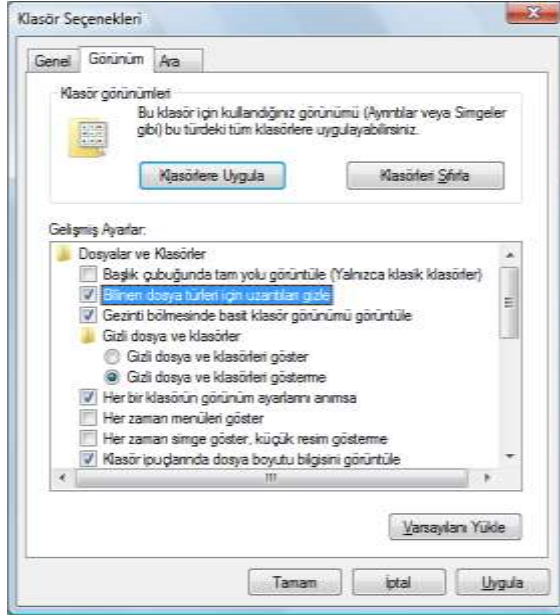 Klasör Seçenekleri
Genel Görünüm Ara
Klasör görünümleri
Bu klasör için kullandığınız görünümü (Ayrıntılar veya Simgeler
gibi) bu türdeki tüm klasörlere uygulayabilirsiniz.
Klasörlere Uygula Klasörleri Sıfırla
Gelişmiş Ayarlar:
Dosyalar ve Klasörler
Başlık çubuğunda tam yolu görüntüle (Yalnızca klasik klasörler)
Bilinen dosya türleri için uzantıları gizle
Gezinti bölmesinde basit klasör görünümü görüntüle
Gizli dosya ve klasörler
Gizli dosya ve klasörleri göster
Gizli dosya ve klasörleri gösterme
Her bir klasörün görünüm ayarlarını anımsa
Her zaman menüleri göster
Her zaman simge göster, küçük resim gösterme
Klasör ipuçlarında dosya boyutu bilgisini görüntüle
Varsayılanı Yükle
Tamam İptal Uygula